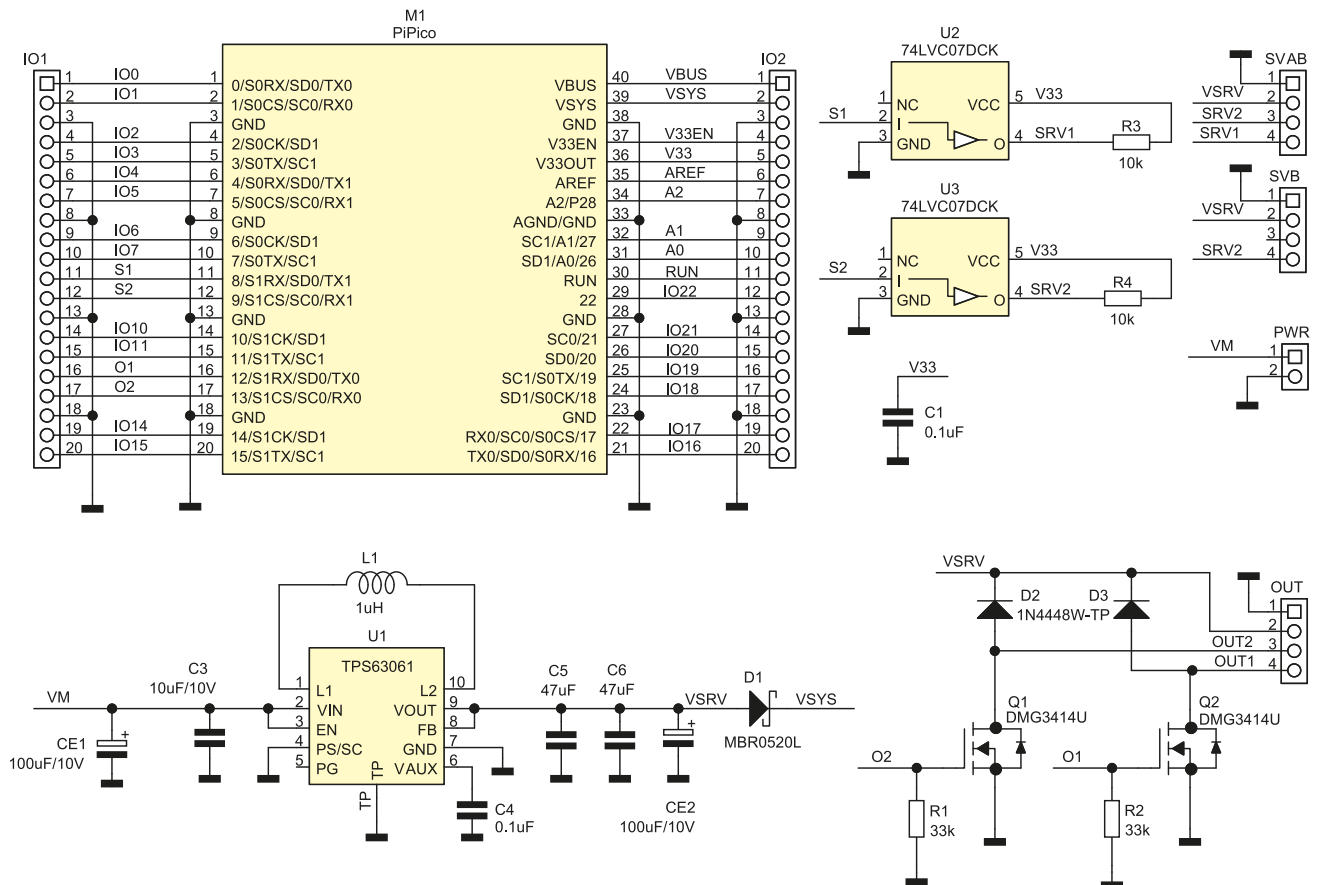 M1
PiPico
IO1
1 IO0 1 0/S0RX/SD0/TX0 VBUS 40 VBUS IO2 1
2 IO1 2 1/S0CS/SC0/RX0 VSYS 39 VSYS 2
3 3 GND GND 38 3
4 IO2 4 2/S0CK/SD1 V33EN 37 V33EN 4
5 IO3 5 3/S0TX/SC1 V33OUT 36 V33 5
6 IO4 6 4/S0RX/SD0/TX1 AREF 35 AREF 6
7 IO5 7 5/S0CS/SC0/RX1 A2/P28 34 A2 7
8 8 GND AGND/GND 33 8
9 IO6 9 6/S0CK/SD1 SC1/A1/27 32 A1 9
10 IO7 10 7/S0TX/SC1 SD1/A0/26 31 A0 10
11 S1 11 8/S1RX/SD0/TX1 RUN 30 RUN 11
12 S2 12 9/S1CS/SC0/RX1 22 29 IO22 12
13 13 GND GND 28 13
14 IO10 14 10/S1CK/SD1 SC0/21 27 IO21 14
15 IO11 15 11/S1TX/SC1 SD0/20 26 IO20 15
16 O1 16 12/S1RX/SD0/TX0 SC1/S0TX/19 25 IO19 16
17 O2 17 13/S1CS/SC0/RX0 SD1/S0CK/18 24 IO18 17
18 18 GND GND 23 18
19 IO14 19 14/S1CK/SD1 RX0/SC0/S0CS/17 22 IO17 19
20 IO15 20 15/S1TX/SC1 TX0/SD0/S0RX/16 21 IO16 20
U2
74LVC07DCK
1 NC VCC 5 V33
S1 2 I
3 GND O 4 SRV1 R3
10k
U3
74LVC07DCK
1 NC VCC 5 V33
S2 2 I
3 GND O 4 SRV2 R4
10k
V33
C1
0.1uF
SVAB
1
VSRV 2
SRV2 3
SRV1 4
SVB
1
VSRV 2
3
SRV2 4
PWR
VM 1
2
L1
1uH
U1
TPS63061
1 L1 L2 10
2 VIN VOUT 9
3 EN FB 8
4 PS/SC GND 7
5 PG VAUX 6
TP
TP
VM
CE1
+
100uF/10V
C3
10uF/10V
C4
0.1uF
C5
47uF
C6
47uF
VSRV
+
CE2
100uF/10V
D1
MBR0520L
VSYS
VSRV
D2
1N4448W-TP
D3
OUT
1
2
OUT2 3
OUT1 4
Q1
DMG3414U
Q2
DMG3414U
O2
R1
33k
O1
R2
33k